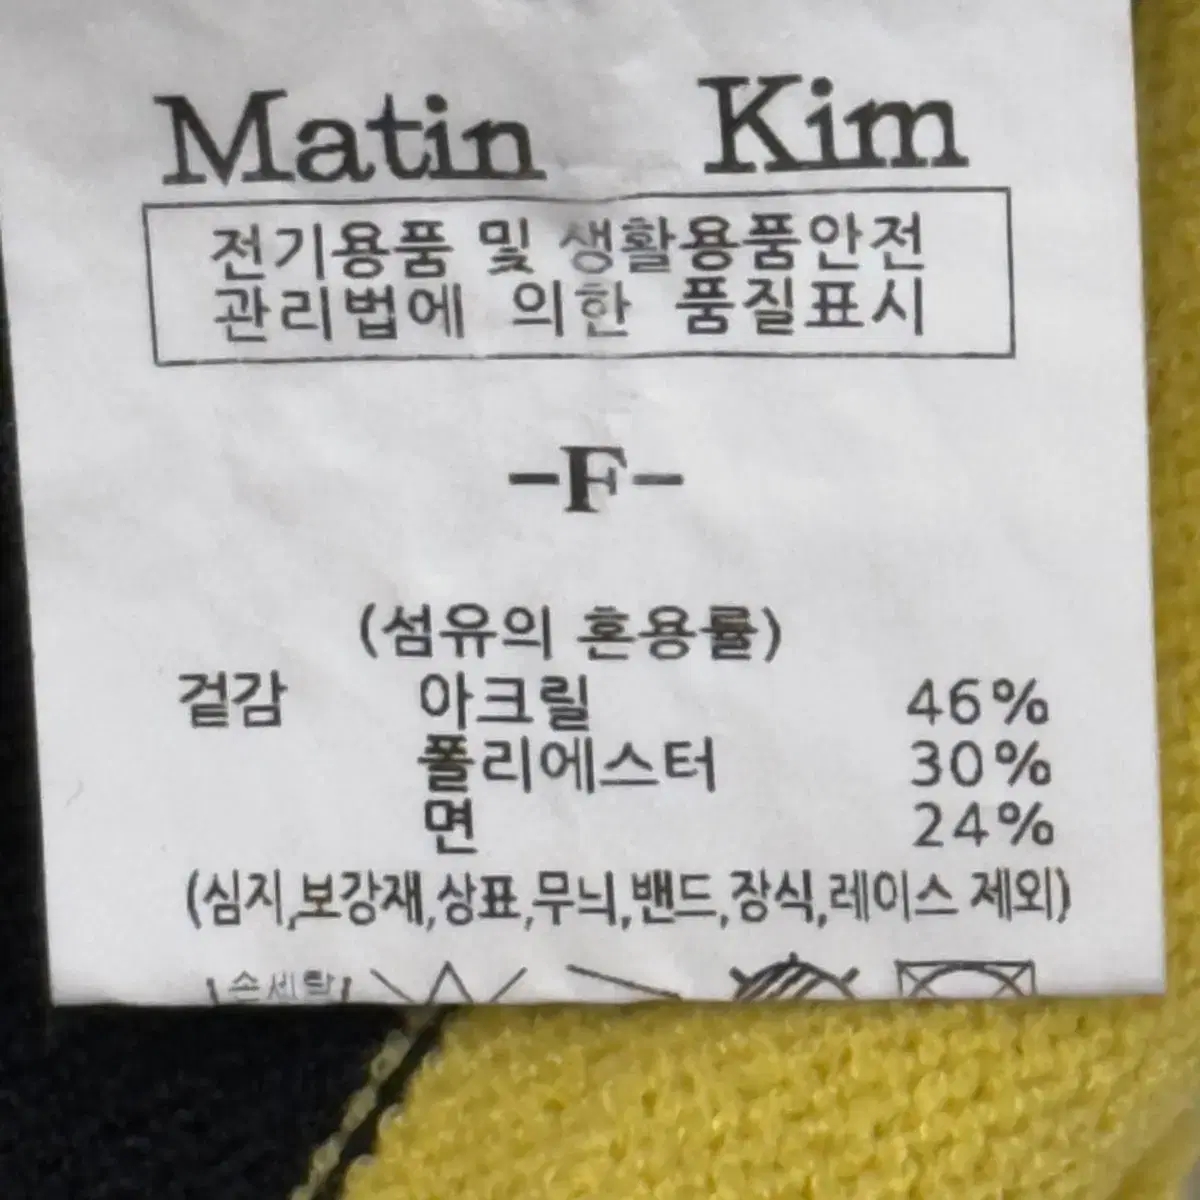 Matin Kim
전기용품 및 생활용품안전
관리법에 의한 품질표시
-F-
(섬유의 혼용률)
겉감 아크릴 46%
폴리에스터 30%
면 24%
(심지,보강재,상표,무늬,밴드,장식,레이스 제외)
손세탁